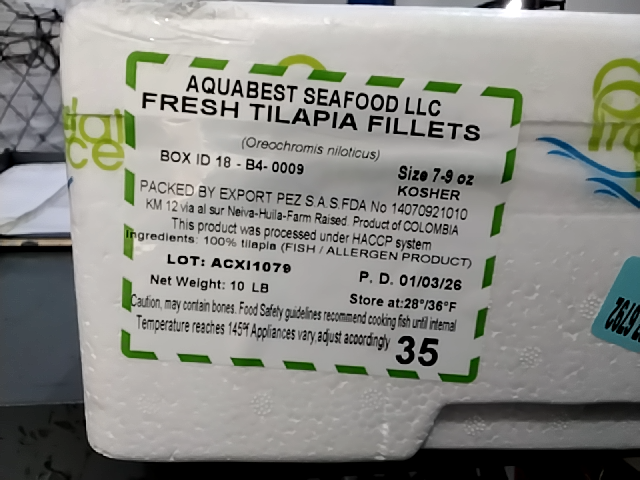 AQUABEST SEAFOOD LLC
FRESH TILAPIA FILLETS
(Oreochromis niloticus)
BOX ID 18 - B4- 0009
Size 7-9 oz
KOSHER
PACKED BY EXPORT PEZ S.A.S,FDA No 14070921010
KM 12 via al sur Neiva-Huila-Farm Raised. Product of COLOMBIA
This product was processed under HACCP system
Ingredients: 100% tilapia (FISH / ALLERGEN PRODUCT)
LOT: ACXI1079
P. D. 01/03/26
Net Weight: 10 LB
Store at:28°/36°F
Caution, may contain bones. Food Safety guidelines recommend cooking fish until internal
Temperature reaches 145°f Appliances vary,adjust acoordingly
35